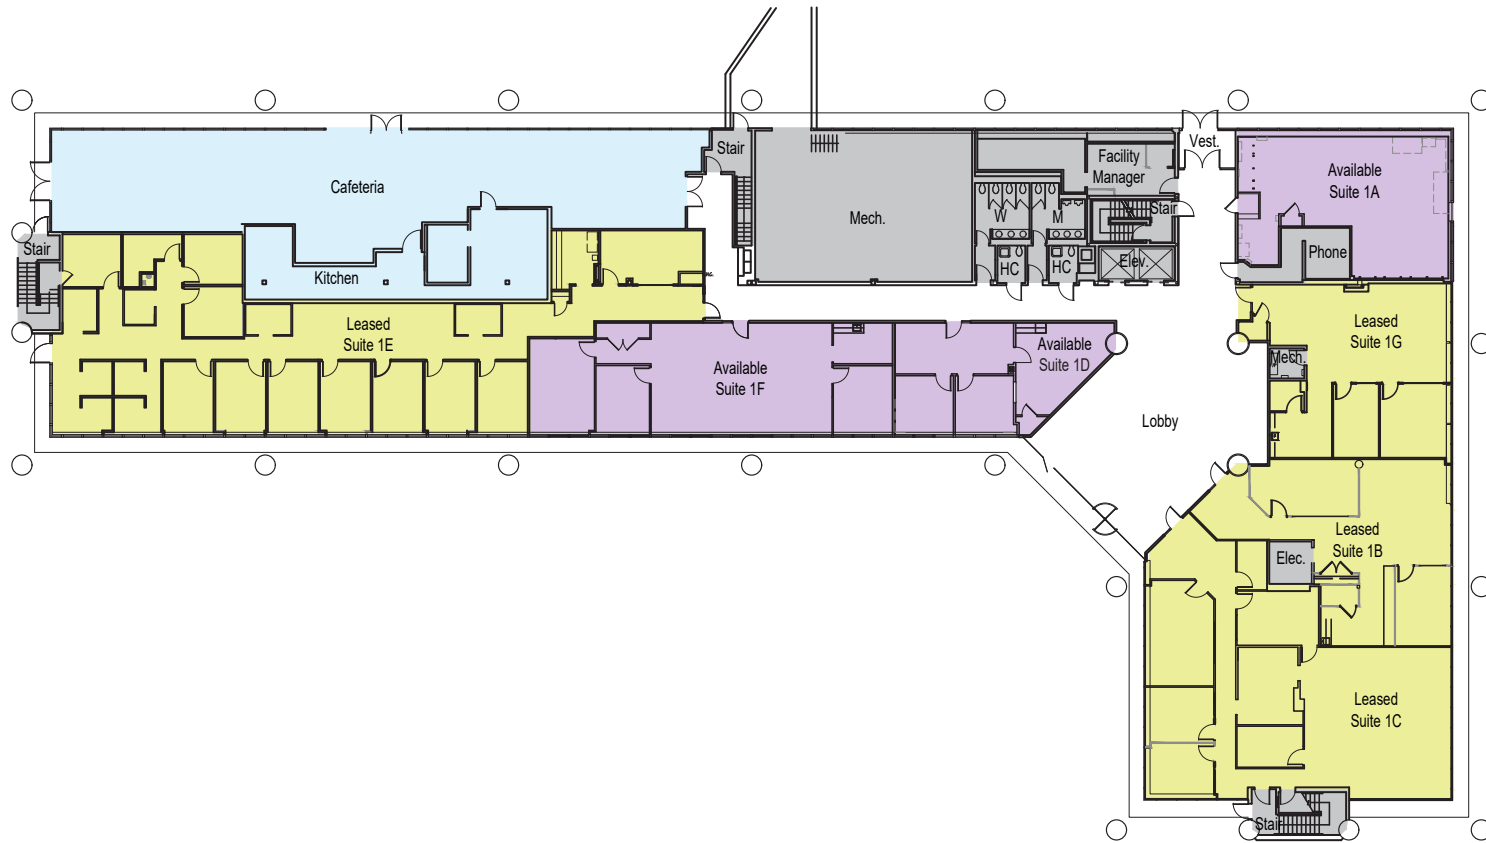 Stair
Vest.
Facility
Manager
Available
Suite 1A
Cafeteria
Mech.
W
M
Stair
Stair
Phone
Elev.
HC
HC
Kitchen
Leased
Suite 1E
Leased
Suite 1G
Available
Suite 1F
Available
Suite 1D
Mech.
Lobby
Leased
Suite 1B
Elec.
Leased
Suite 1C
Stair